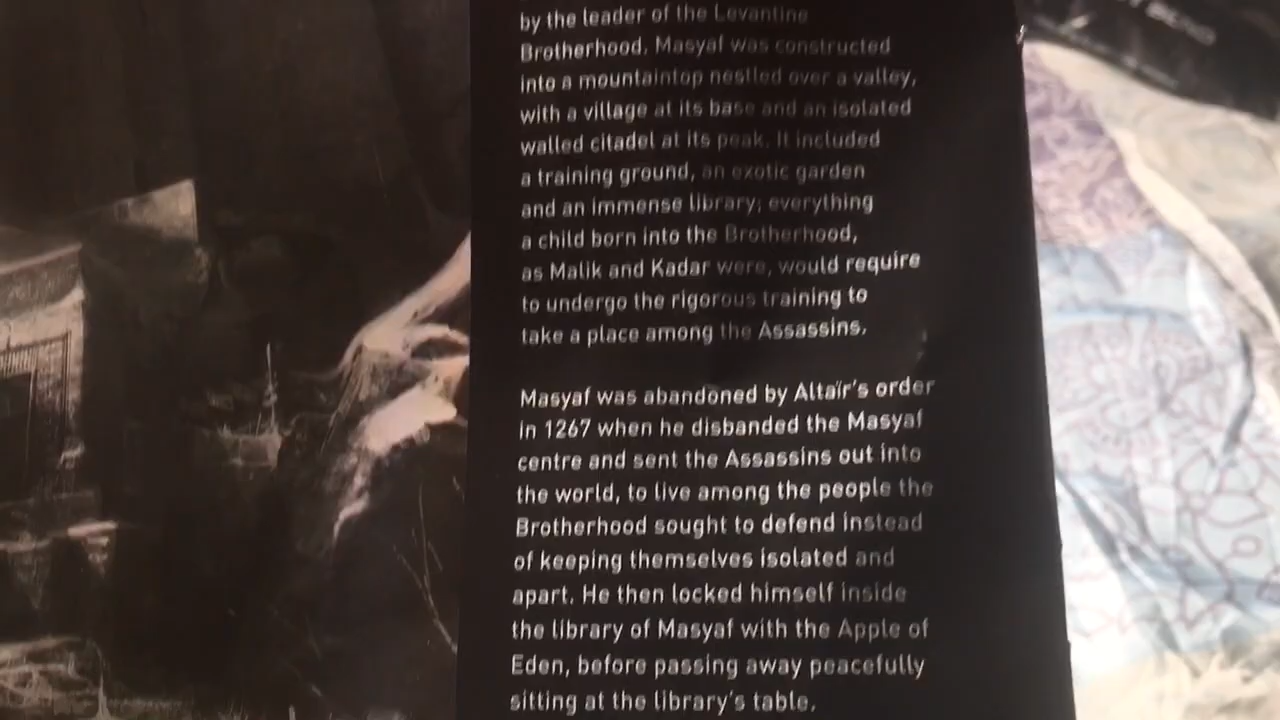 by the leader of the Levantine
Brotherhood, Masyaf was constructed
into a mountaintop nestled over a valley,
with a village at its base and an isolated
walled citadel at its peak. It included
a training ground, an exotic garden
and an immense library; everything
a child born into the Brotherhood,
as Malik and Kadar were, would require
to undergo the rigorous training to
take a place among the Assassins.
Masyaf was abandoned by Altaïr's order
in 1267 when he disbanded the Masyaf
centre and sent the Assassins out into
the world, to live among the people the
Brotherhood sought to defend instead
of keeping themselves isolated and
apart. He then locked himself inside
the library of Masyaf with the Apple of
Eden, before passing away peacefully
sitting at the library's table.